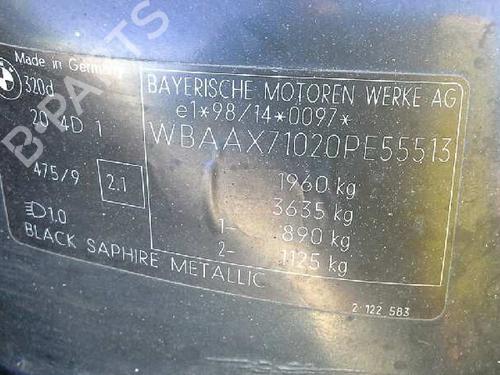 Made in Germany
320d
20 4D 1
475/9
2.1
1.0
BLACK SAPHIRE METALLIC
BAYERISCHE MOTOREN WERKE AG
e1*98/14*0097*
WBAAX71020PE55513
1960 kg
3635 kg
1- 890 kg
2- 1125 kg
2 122 583
B-PARTS